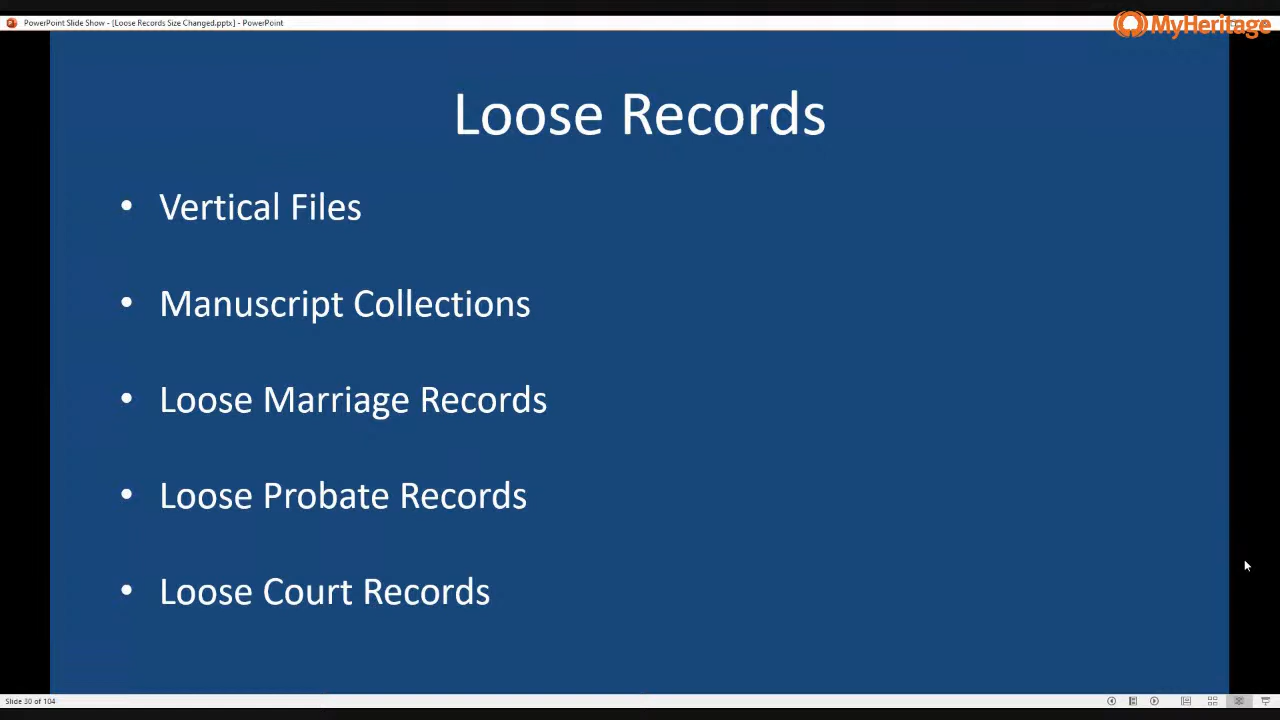 PowerPoint Slide Show - [Loose Records Size Changed.pptx] - PowerPoint
MyHeritage
Loose Records
• Vertical Files
• Manuscript Collections
• Loose Marriage Records
• Loose Probate Records
• Loose Court Records
Slide 30 of 104